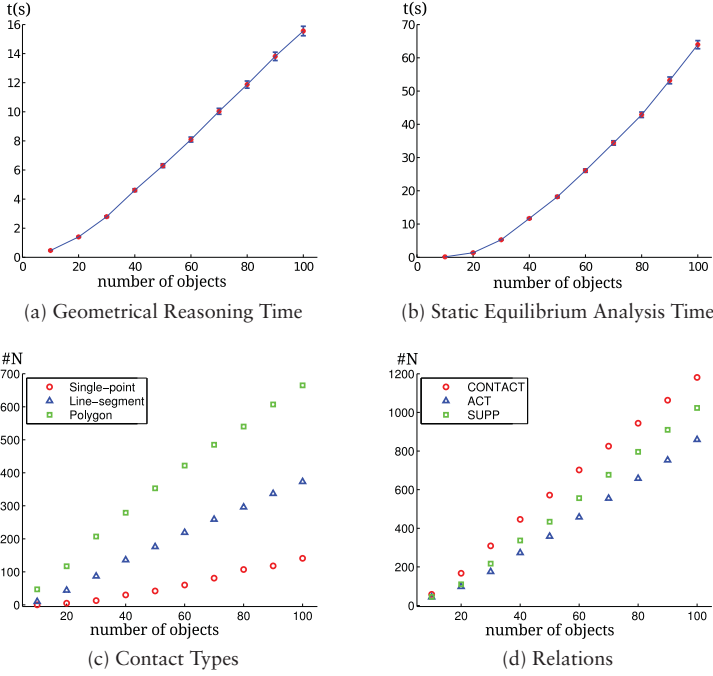 t(s)
16
14
12
10
8
6
4
2
0
0 20 40 60 80 100
number of objects
(a) Geometrical Reasoning Time
t(s)
70
60
50
40
30
20
10
0
0 20 40 60 80 100
number of objects
(b) Static Equilibrium Analysis Time
#N
700
600
500
400
300
200
100
0
Single-point
Line-segment
Polygon
20 40 60 80 100
number of objects
(c) Contact Types
#N
1200
1000
800
600
400
200
0
CONTACT
ACT
SUPP
20 40 60 80 100
number of objects
(d) Relations